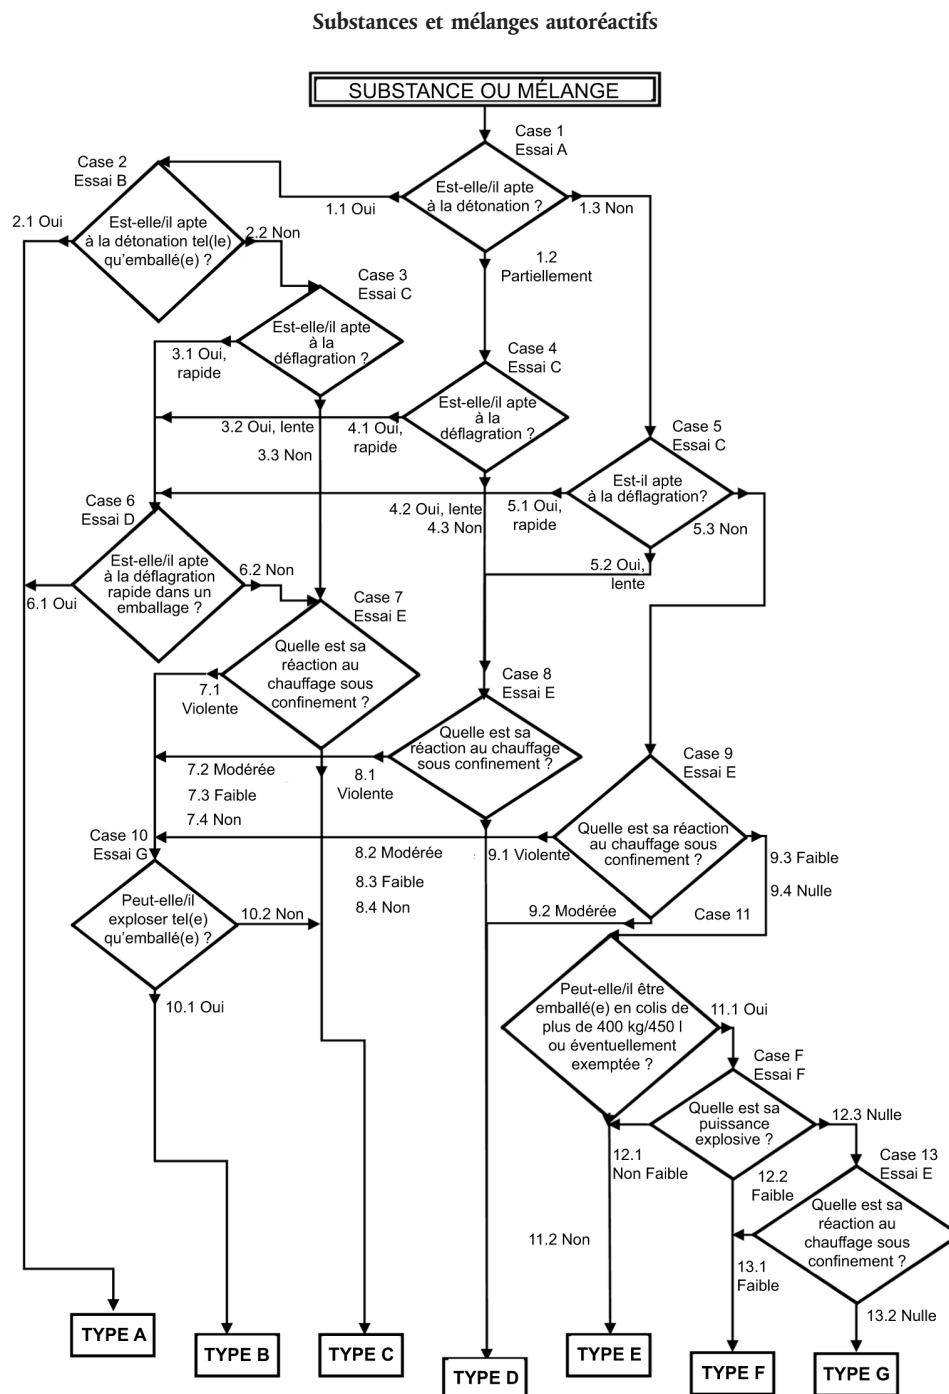 Substances et mélanges autoréactifs
SUBSTANCE OU MÉLANGE
Case 1
Essai A
Est-elle/il apte
à la détonation ?
1.1 Oui
1.3 Non
1.2
Partiellement
Case 2
Essai B
Est-elle/il apte
à la détonation tel(le)
qu'emballé(e) ?
2.1 Oui
2.2 Non
Case 3
Essai C
Est-elle/il apte
à la
déflagration ?
3.1 Oui,
rapide
3.2 Oui, lente
3.3 Non
Case 4
Essai C
Est-elle/il apte
à la
déflagration ?
4.1 Oui,
rapide
4.2 Oui, lente
4.3 Non
Case 5
Essai C
Est-il apte
à la déflagration?
5.1 Oui,
rapide
5.3 Non
5.2 Oui,
lente
Case 6
Essai D
Est-elle/il apte
à la déflagration
rapide dans un
emballage ?
6.1 Oui
6.2 Non
Case 7
Essai E
Quelle est sa
réaction au
chauffage sous
confinement ?
7.1
Violente
7.2 Modérée
7.3 Faible
7.4 Non
Case 8
Essai E
Quelle est sa
réaction au chauffage
sous confinement ?
8.1
Violente
8.2 Modérée
8.3 Faible
8.4 Non
Case 9
Essai E
Quelle est sa réaction
au chauffage sous
confinement ?
9.1 Violente
9.2 Modérée
9.3 Faible
9.4 Nulle
Case 10
Essai G
Peut-elle/il
exploser tel(e)
qu'emballé(e) ?
10.2 Non
10.1 Oui
Case 11
Peut-elle/il être
emballé(e) en colis de
plus de 400 kg/450 l
ou éventuellement
exemptée ?
11.1 Oui
11.2 Non
Case F
Essai F
Quelle est sa
puissance
explosive ?
12.1
Non Faible
12.2
Faible
12.3 Nulle
Case 13
Essai E
Quelle est sa
réaction au
chauffage sous
confinement ?
13.1
Faible
13.2 Nulle
TYPE A
TYPE B
TYPE C
TYPE D
TYPE E
TYPE F
TYPE G